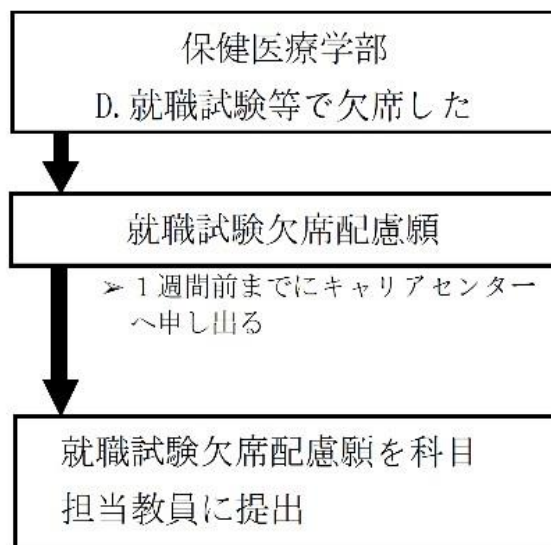 保健医療学部
D. 就職試験等で欠席した
就職試験欠席配慮願
➢ 1 週間前までにキャリアセンター
へ申し出る
就職試験欠席配慮願を科目
担当教員に提出